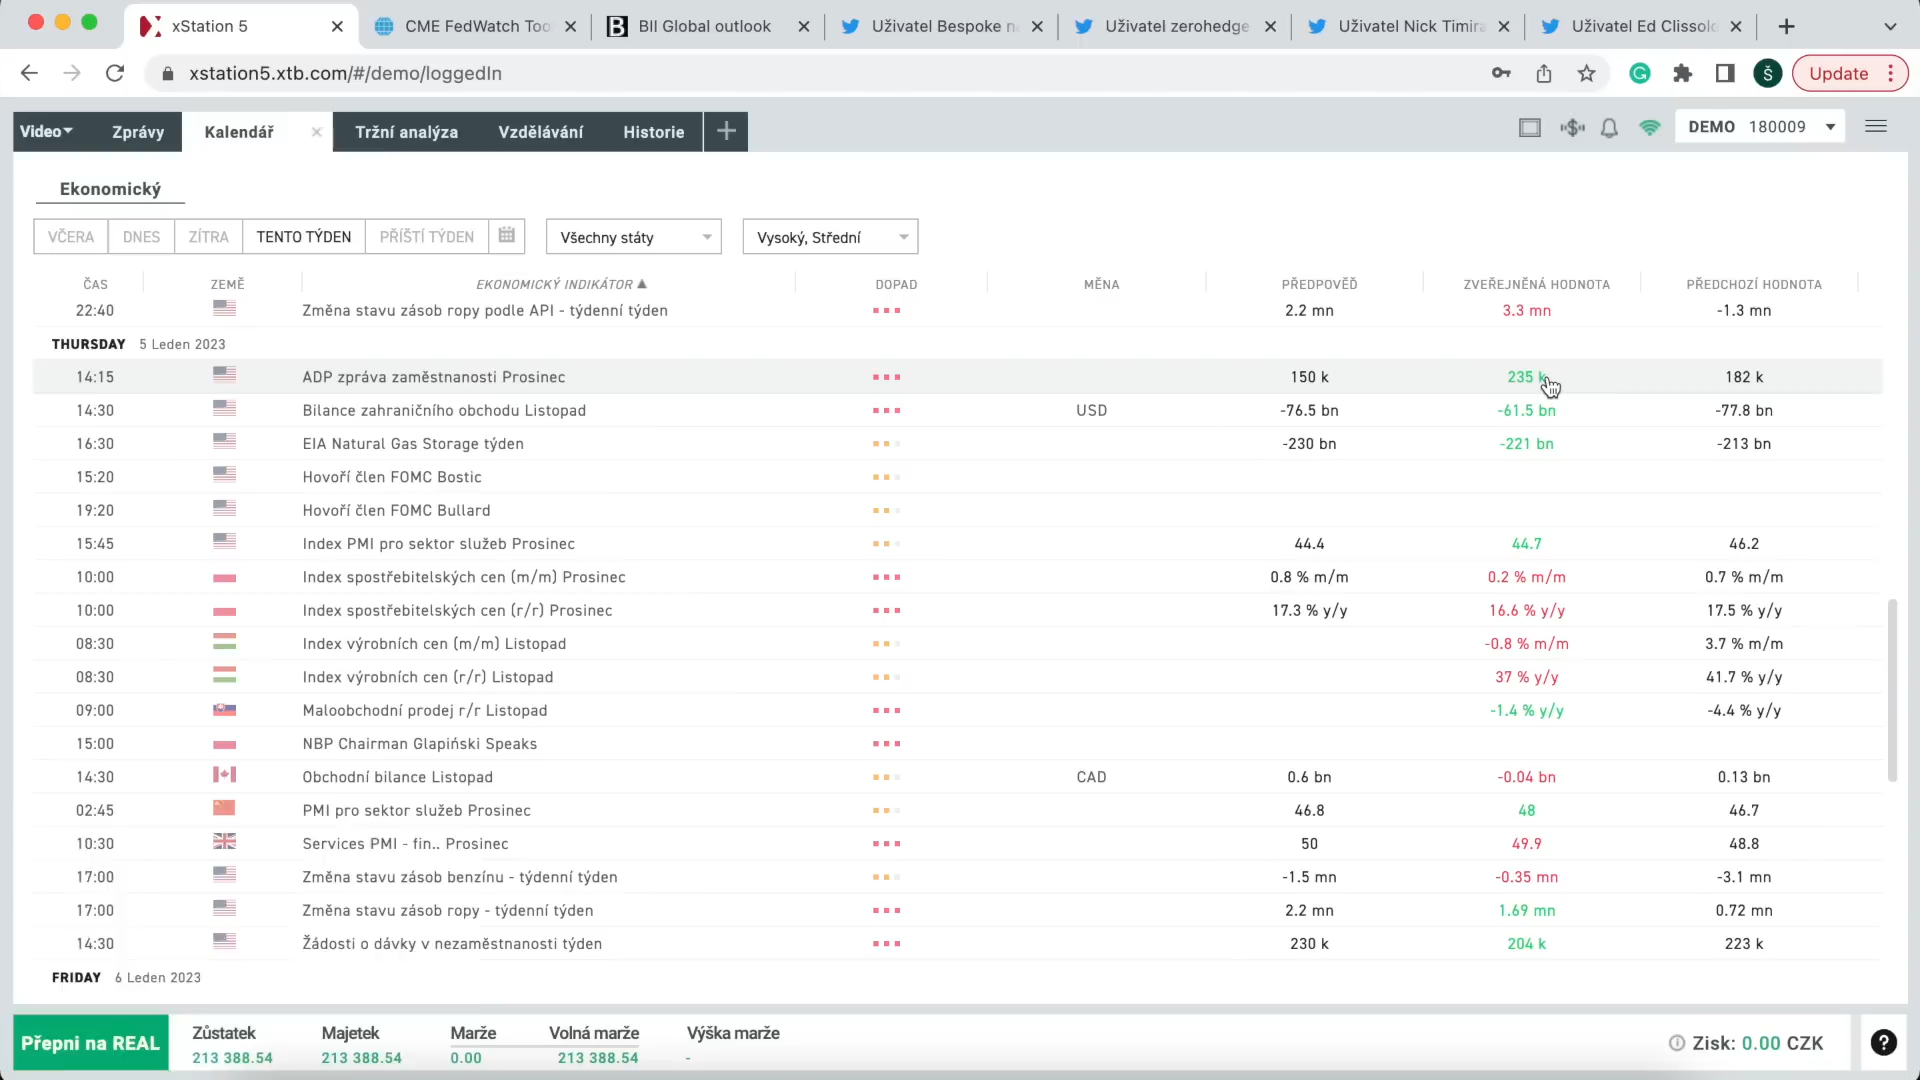 xStation 5
CME FedWatch Too
BII Global outlook
Uživatel Bespoke n
Uživatel zerohedge
Uživatel Nick Timira
Uživatel Ed Clissol
xstation5.xtb.com/#/demo/loggedIn
Š
Update
Video
Zprávy
Kalendář
Tržní analýza
Vzdělávání
Historie
DEMO 180009
Ekonomický
VČERA
DNES
ZÍTRA
TENTO TÝDEN
PŘÍŠTÍ TÝDEN
Všechny státy
Vysoký, Střední
ČAS ZEMĚ EKONOMICKÝ INDIKÁTOR ▲ DOPAD MĚNA PŘEDPOVĚĎ ZVEŘEJNĚNÁ HODNOTA PŘEDCHOZÍ HODNOTA
22:40 Změna stavu zásob ropy podle API - týdenní týden 2.2 mn 3.3 mn -1.3 mn
THURSDAY 5 Leden 2023
14:15 ADP zpráva zaměstnanosti Prosinec 150 k 235 k 182 k
14:30 Bilance zahraničního obchodu Listopad USD -76.5 bn -61.5 bn -77.8 bn
16:30 EIA Natural Gas Storage týden -230 bn -221 bn -213 bn
15:20 Hovoří člen FOMC Bostic
19:20 Hovoří člen FOMC Bullard
15:45 Index PMI pro sektor služeb Prosinec 44.4 44.7 46.2
10:00 Index spostřebitelských cen (m/m) Prosinec 0.8 % m/m 0.2 % m/m 0.7 % m/m
10:00 Index spostřebitelských cen (r/r) Prosinec 17.3 % y/y 16.6 % y/y 17.5 % y/y
08:30 Index výrobních cen (m/m) Listopad -0.8 % m/m 3.7 % m/m
08:30 Index výrobních cen (r/r) Listopad 37 % y/y 41.7 % y/y
09:00 Maloobchodní prodej r/r Listopad -1.4 % y/y -4.4 % y/y
15:00 NBP Chairman Glapiński Speaks
14:30 Obchodní bilance Listopad CAD 0.6 bn -0.04 bn 0.13 bn
02:45 PMI pro sektor služeb Prosinec 46.8 48 46.7
10:30 Services PMI - fin.. Prosinec 50 49.9 48.8
17:00 Změna stavu zásob benzínu - týdenní týden -1.5 mn -0.35 mn -3.1 mn
17:00 Změna stavu zásob ropy - týdenní týden 2.2 mn 1.69 mn 0.72 mn
14:30 Žádosti o dávky v nezaměstnanosti týden 230 k 204 k 223 k
FRIDAY 6 Leden 2023
Přepni na REAL
Zůstatek Majetek Marže Volná marže Výška marže
213 388.54 213 388.54 0.00 213 388.54 -
Zisk: 0.00 CZK
?